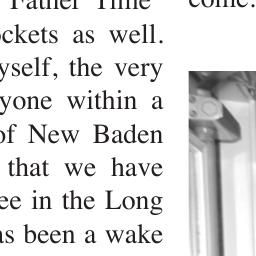 Father Time
ockets as well.
yself, the very
yone within a
of New Baden
that we have
ee in the Long
as been a wake
come.